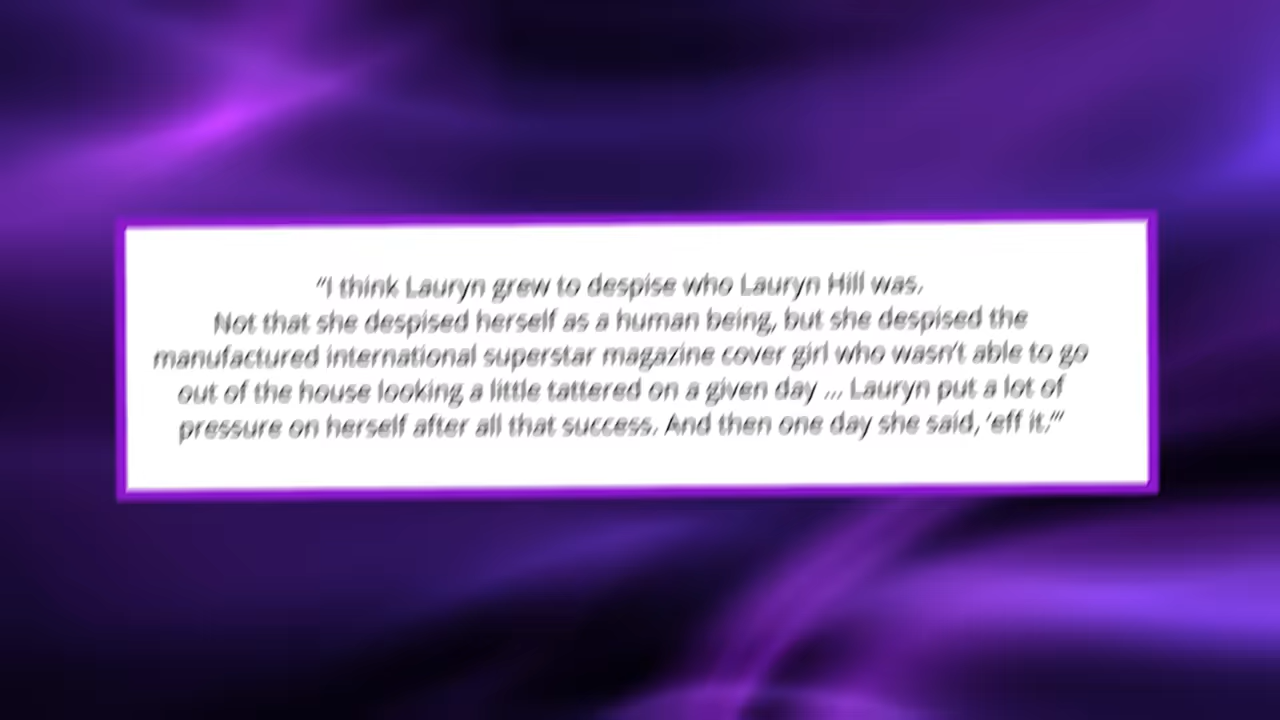 “I think Lauryn grew to despise who Lauryn Hill was.
Not that she despised herself as a human being, but she despised the
manufactured international superstar magazine cover girl who wasn’t able to go
out of the house looking a little tattered on a given day ... Lauryn put a lot of
pressure on herself after all that success. And then one day she said, ‘eff it.’”